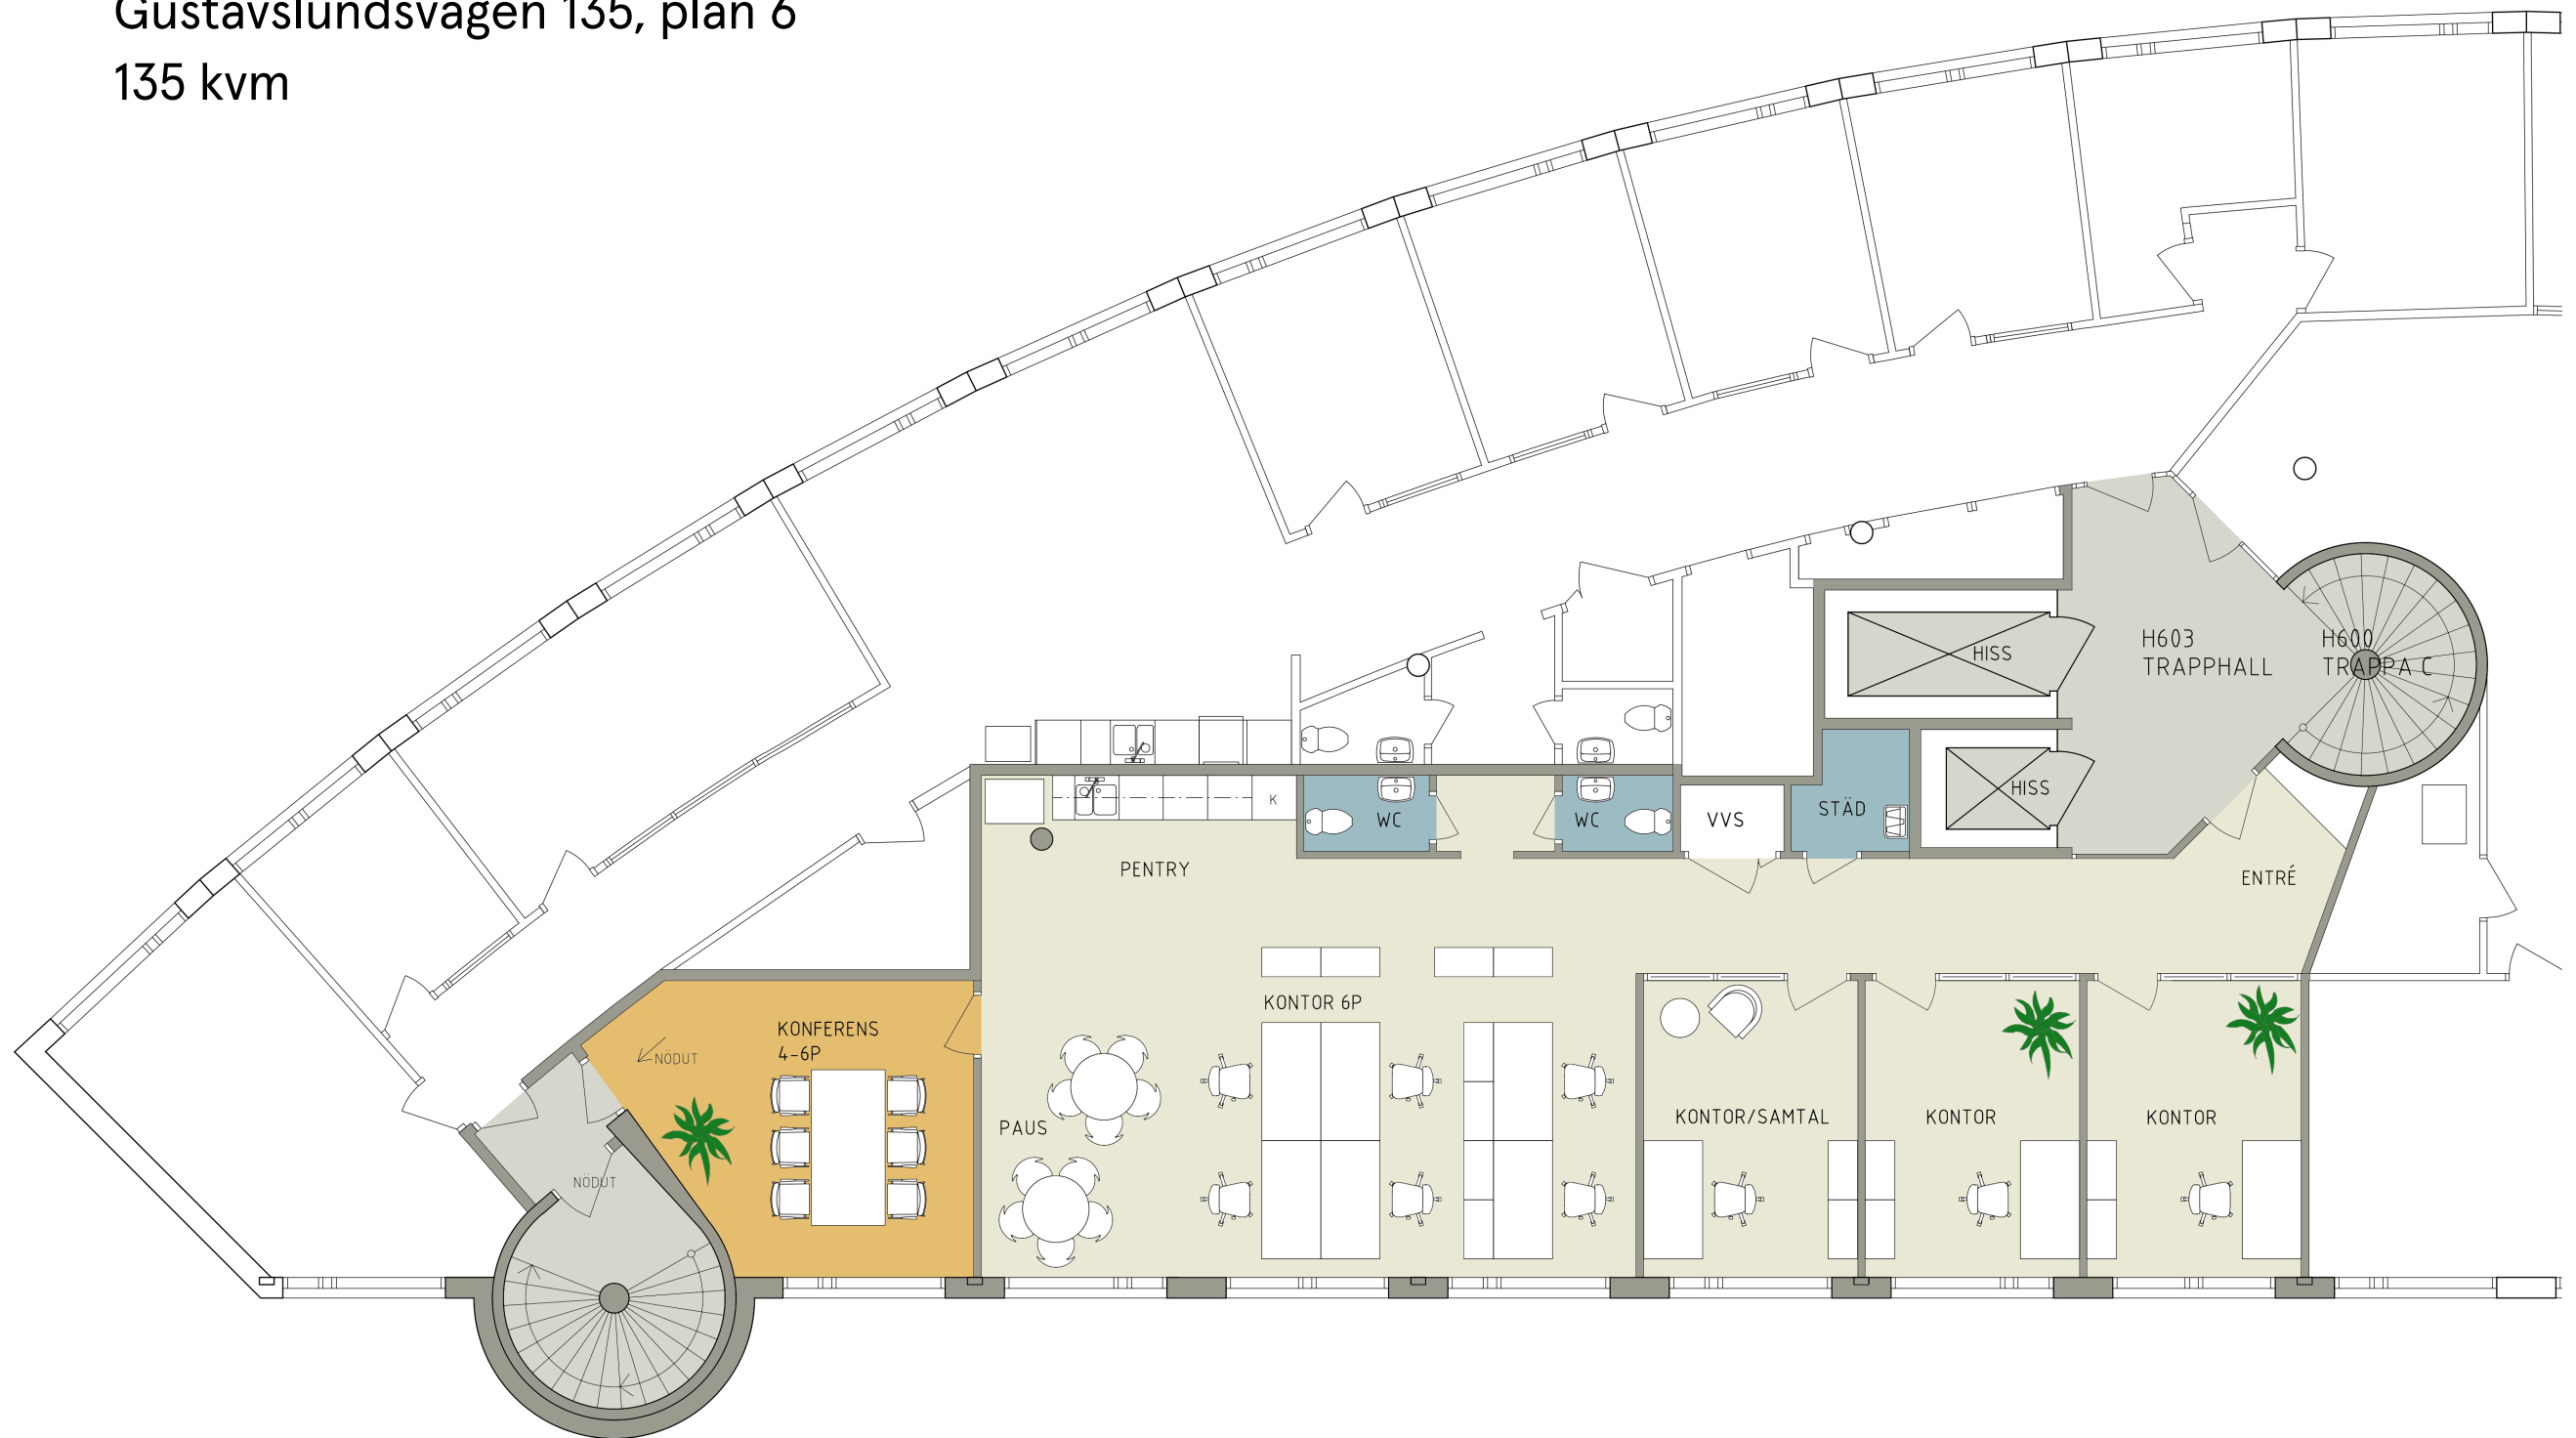 Gustavslundsvägen 135, plan 6
135 kvm
H603
TRAPPHALL
H600
TRAPPA C
HISS
HISS
K
WC
WC
VVS
STÄD
PENTRY
ENTRÉ
KONTOR 6P
KONFERENS
4-6P
NÖDUT
PAUS
KONTOR/SAMTAL
KONTOR
KONTOR
NÖDUT